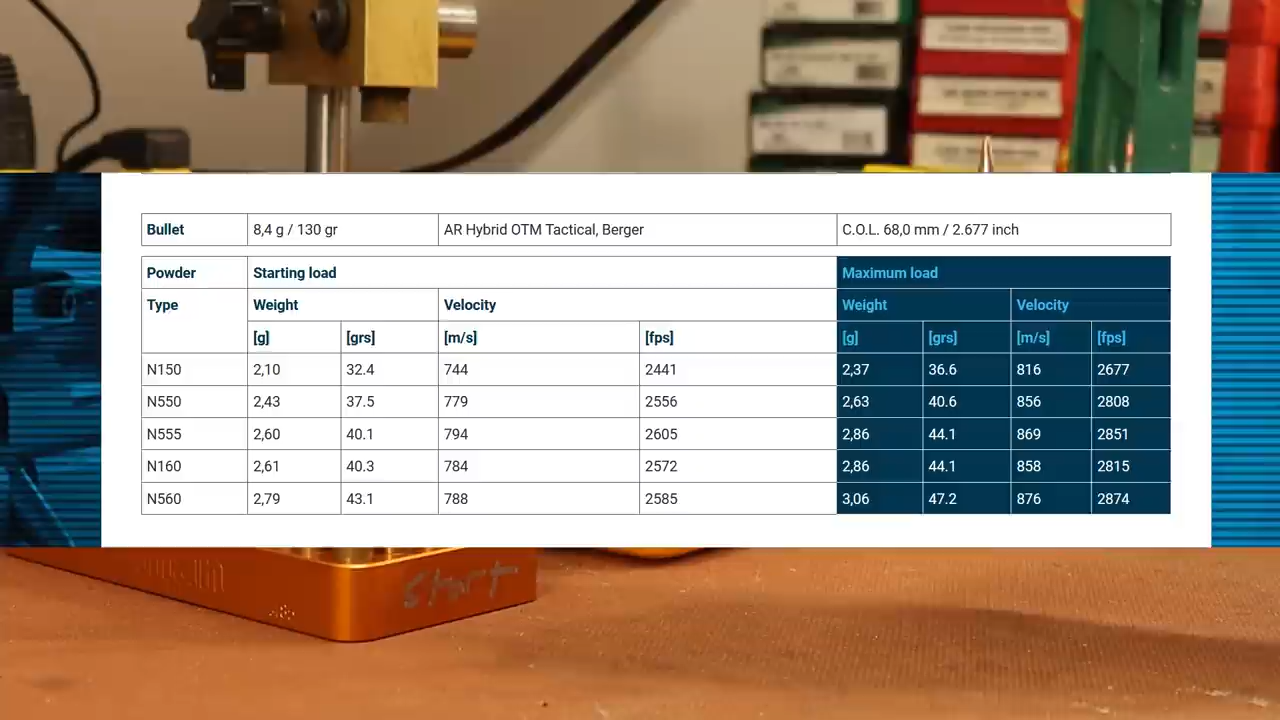 Bullet 8,4 g / 130 gr AR Hybrid OTM Tactical, Berger C.O.L. 68,0 mm / 2.677 inch
Powder Starting load Maximum load
Type Weight Velocity Weight Velocity
[g] [grs] [m/s] [fps] [g] [grs] [m/s] [fps]
N150 2,10 32.4 744 2441 2,37 36.6 816 2677
N550 2,43 37.5 779 2556 2,63 40.6 856 2808
N555 2,60 40.1 794 2605 2,86 44.1 869 2851
N160 2,61 40.3 784 2572 2,86 44.1 858 2815
N560 2,79 43.1 788 2585 3,06 47.2 876 2874
Start